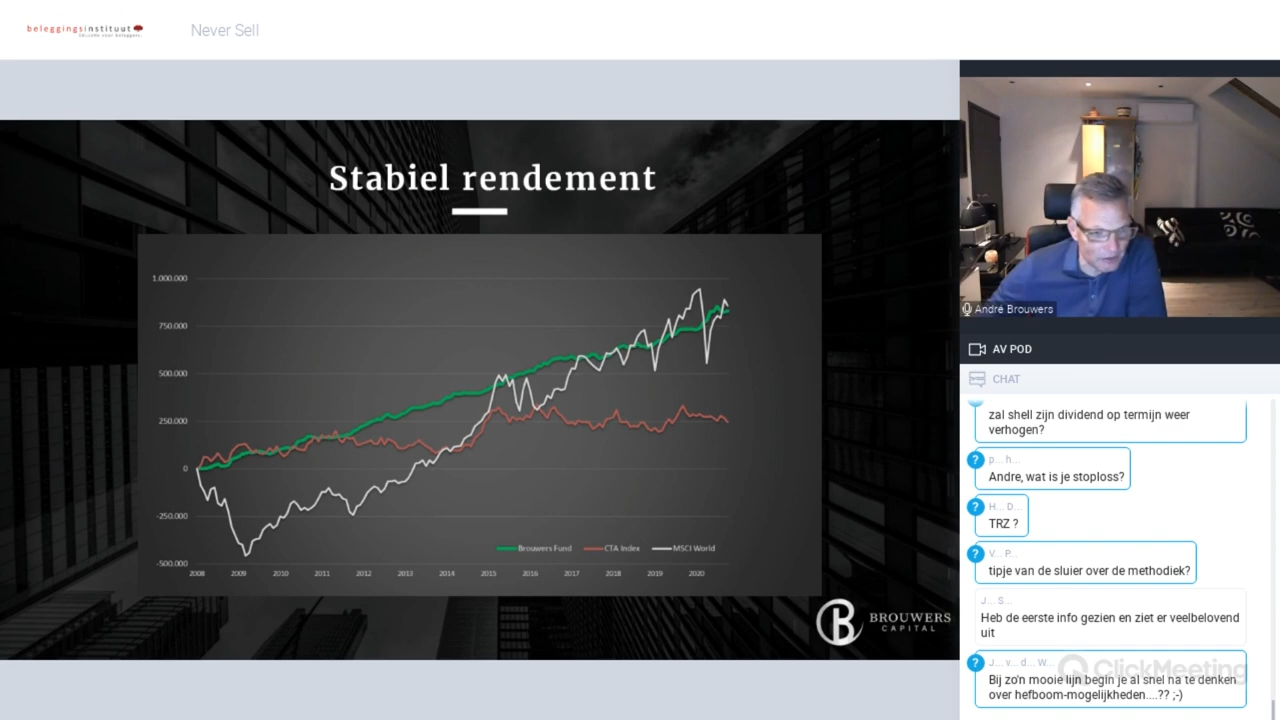 beleggingsinstituut
Never Sell
Stabiel rendement
1.000.000
750.000
500.000
250.000
0
-250.000
-500.000
2008 2009 2010 2011 2012 2013 2014 2015 2016 2017 2018 2019 2020
Brouwers Fund CTA Index MSCI World
BROUWERS
CAPITAL
André Brouwers
AV POD
CHAT
zal shell zijn dividend op termijn weer
verhogen?
p... h...
Andre, wat is je stoploss?
H... D...
TRZ ?
V... P...
tipje van de sluier over de methodiek?
J... S...
Heb de eerste info gezien en ziet er veelbelovend
uit
J... v... d... W...
ClickMeeting
Bij zo'n mooie lijn begin je al snel na te denken
over hefboom-mogelijkheden....?? ;-)